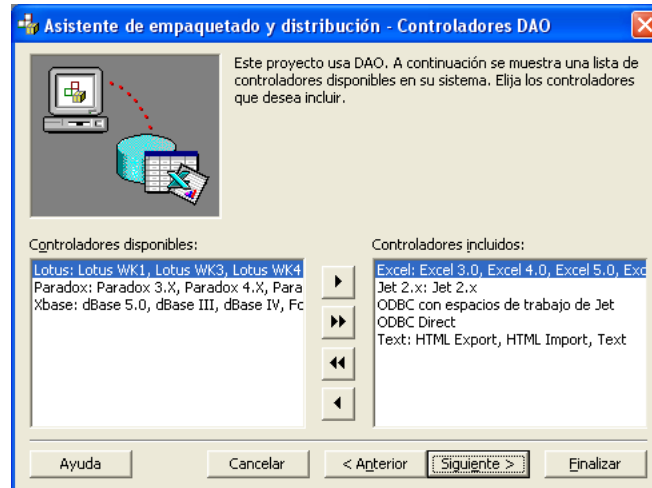 Asistente de empaquetado y distribución - Controladores DAO
Este proyecto usa DAO. A continuación se muestra una lista de
controladores disponibles en su sistema. Elija los controladores
que desea incluir.
Controladores disponibles:
Lotus: Lotus WK1, Lotus WK3, Lotus WK4
Paradox: Paradox 3.X, Paradox 4.X, Para
Xbase: dBase 5.0, dBase III, dBase IV, Fo
Controladores incluidos:
Excel: Excel 3.0, Excel 4.0, Excel 5.0, Exc
Jet 2.x: Jet 2.x
ODBC con espacios de trabajo de Jet
ODBC Direct
Text: HTML Export, HTML Import, Text
Ayuda
Cancelar
< Anterior
Siguiente >
Finalizar